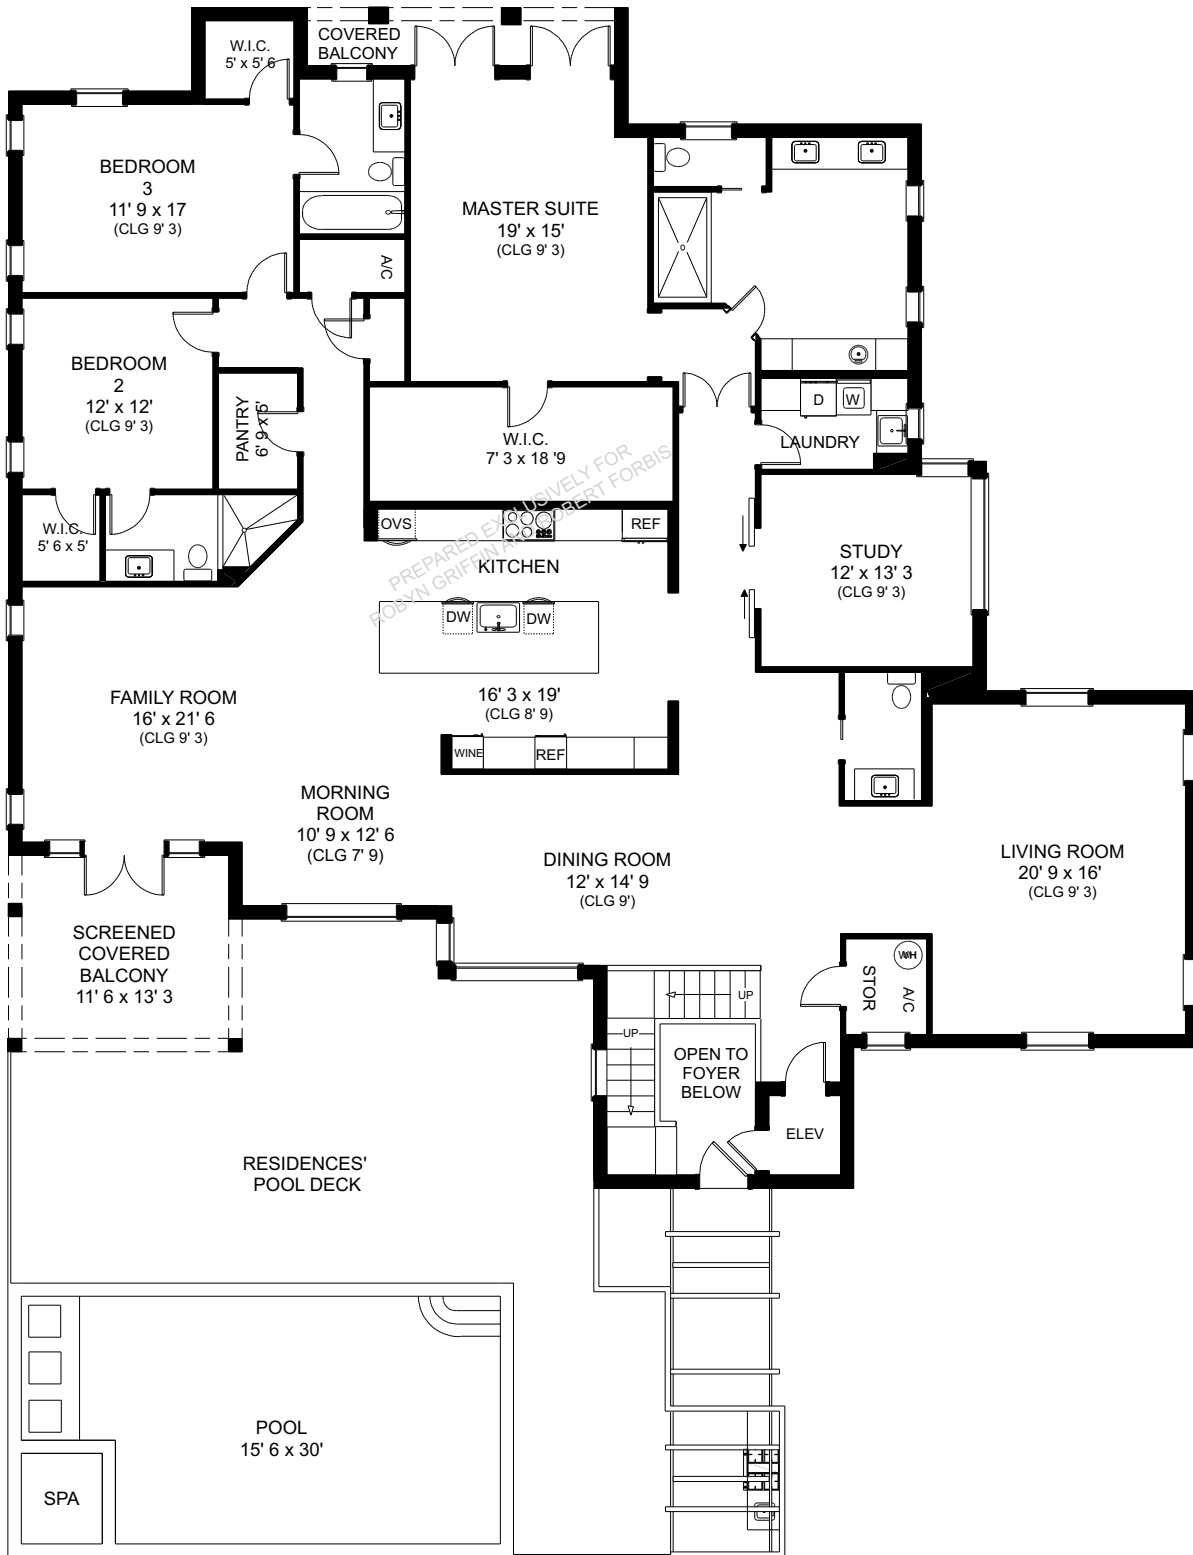 COVERED
BALCONY
W.I.C.
5' x 5' 6
BEDROOM
3
11' 9 x 17
(CLG 9' 3)
MASTER SUITE
19' x 15'
(CLG 9' 3)
A/C
BEDROOM
2
12' x 12'
(CLG 9' 3)
PANTRY
6' 9 x 5'
W.I.C.
7' 3 x 18 '9
D
W
LAUNDRY
PREPARED EXCLUSIVELY FOR
ROBYN GRIFFIN AND ROBERT FORBIS
W.I.C.
5' 6 x 5'
OVS
REF
KITCHEN
STUDY
12' x 13' 3
(CLG 9' 3)
DW
DW
16' 3 x 19'
(CLG 8' 9)
FAMILY ROOM
16' x 21' 6
(CLG 9' 3)
WINE
REF
MORNING
ROOM
10' 9 x 12' 6
(CLG 7' 9)
DINING ROOM
12' x 14' 9
(CLG 9')
LIVING ROOM
20' 9 x 16'
(CLG 9' 3)
SCREENED
COVERED
BALCONY
11' 6 x 13' 3
WH
STOR
A/C
UP
UP
OPEN TO
FOYER
BELOW
ELEV
RESIDENCES'
POOL DECK
POOL
15' 6 x 30'
SPA